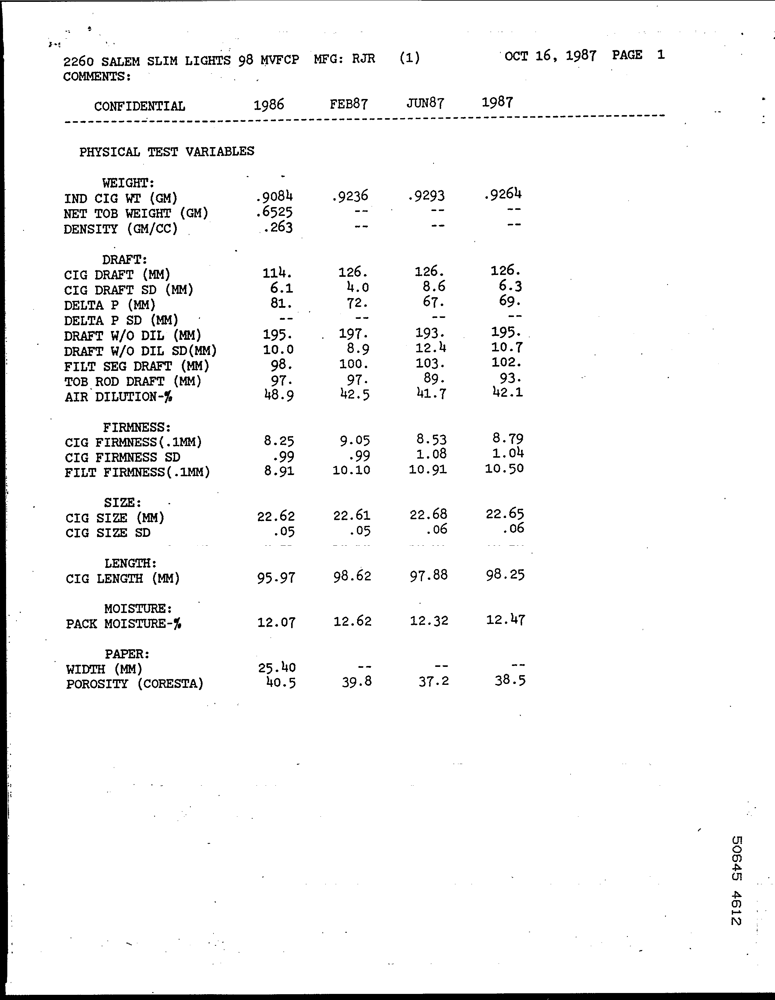 2260 SALEM SLIM LIGHTS 98 MVFCP MFG: RJR (1) OCT 16, 1987 PAGE 1
COMMENTS:
CONFIDENTIAL 1986 FEB87 JUN87 1987
PHYSICAL TEST VARIABLES
WEIGHT:
IND CIG WT (GM) .9084 .9236 .9293 .9264
NET TOB WEIGHT (GM) .6525 -- -- --
DENSITY (GM/CC) .263 -- -- --
DRAFT:
CIG DRAFT (MM) 114. 126. 126. 126.
CIG DRAFT SD (MM) 6.1 4.0 8.6 6.3
DELTA P (MM) 81. 72. 67. 69.
DELTA P SD (MM) -- -- -- --
DRAFT W/O DIL (MM) 195. 197. 193. 195.
DRAFT W/O DIL SD(MM) 10.0 8.9 12.4 10.7
FILT SEG DRAFT (MM) 98. 100. 103. 102.
TOB ROD DRAFT (MM) 97. 97. 89. 93.
AIR DILUTION-% 48.9 42.5 41.7 42.1
FIRMNESS:
CIG FIRMNESS(.1MM) 8.25 9.05 8.53 8.79
CIG FIRMNESS SD .99 .99 1.08 1.04
FILT FIRMNESS(.1MM) 8.91 10.10 10.91 10.50
SIZE:
CIG SIZE (MM) 22.62 22.61 22.68 22.65
CIG SIZE SD .05 .05 .06 .06
LENGTH:
CIG LENGTH (MM) 95.97 98.62 97.88 98.25
MOISTURE:
PACK MOISTURE-% 12.07 12.62 12.32 12.47
PAPER:
WIDTH (MM) 25.40 -- -- --
POROSITY (CORESTA) 40.5 39.8 37.2 38.5
50645 4612